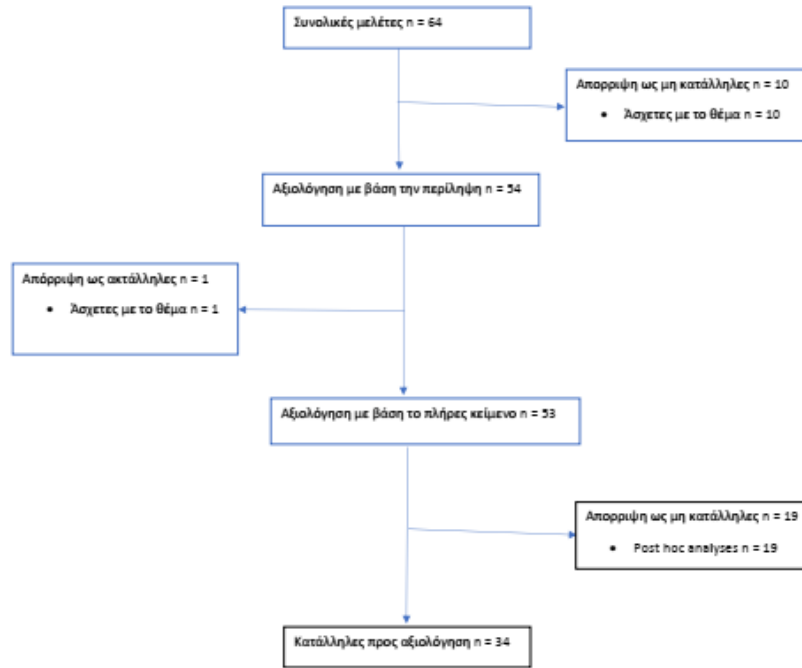 Συνολικές μελέτες n = 64
Απορριψη ως μη κατάλληλες n = 10
• Άσχετες με το θέμα n = 10
Αξιολόγηση με βάση την περίληψη n = 54
Απόρριψη ως ακτάλληλες n = 1
• Άσχετες με το θέμα n = 1
Αξιολόγηση με βάση το πλήρες κείμενο n = 53
Απορριψη ως μη κατάλληλες n = 19
• Post hoc analyses n = 19
Κατάλληλες προς αξιολόγηση n = 34